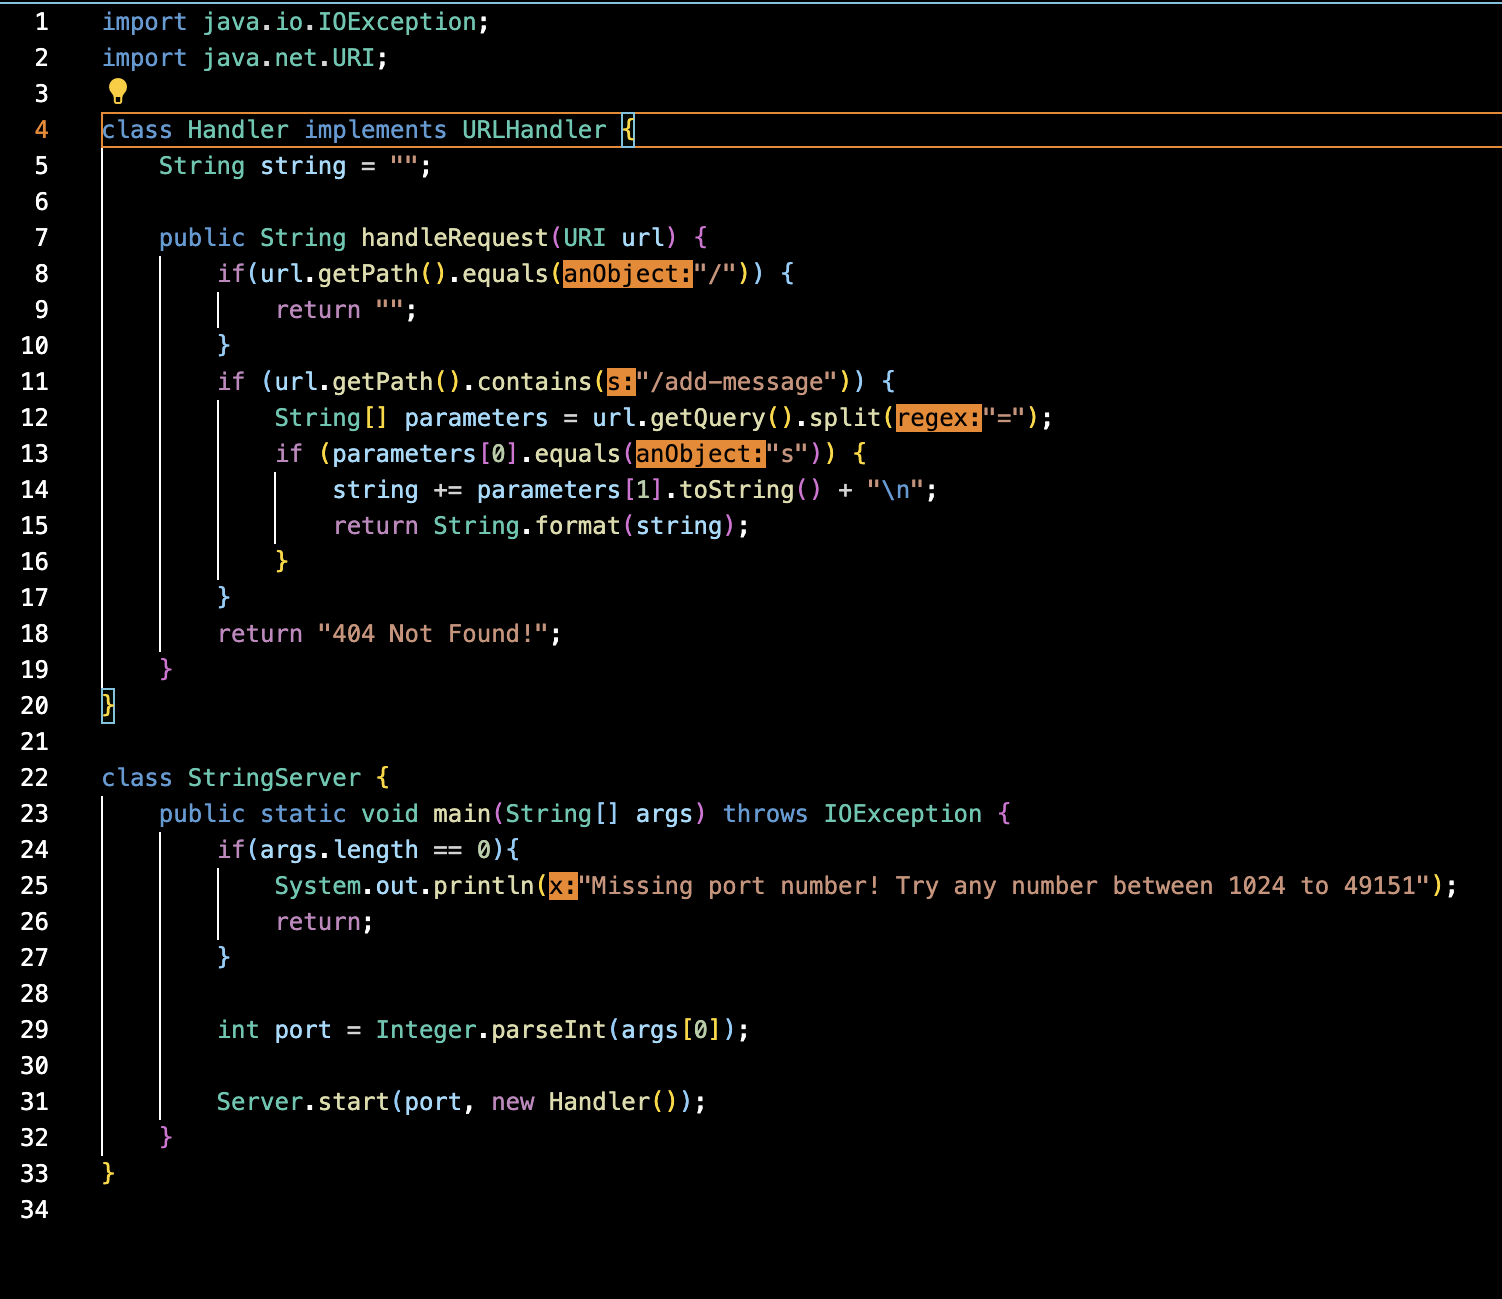 1 import java.io.IOException;
2 import java.net.URI;
3
4 class Handler implements URLHandler {
5     String string = "";
6
7     public String handleRequest(URI url) {
8         if(url.getPath().equals(anObject:"/")) {
9             return "";
10         }
11         if (url.getPath().contains(s:"/add-message")) {
12             String[] parameters = url.getQuery().split(regex:"=");
13             if (parameters[0].equals(anObject:"s")) {
14                 string += parameters[1].toString() + "\n";
15                 return String.format(string);
16             }
17         }
18         return "404 Not Found!";
19     }
20 }
21
22 class StringServer {
23     public static void main(String[] args) throws IOException {
24         if(args.length == 0){
25             System.out.println(x:"Missing port number! Try any number between 1024 to 49151");
26             return;
27         }
28
29         int port = Integer.parseInt(args[0]);
30
31         Server.start(port, new Handler());
32     }
33 }
34